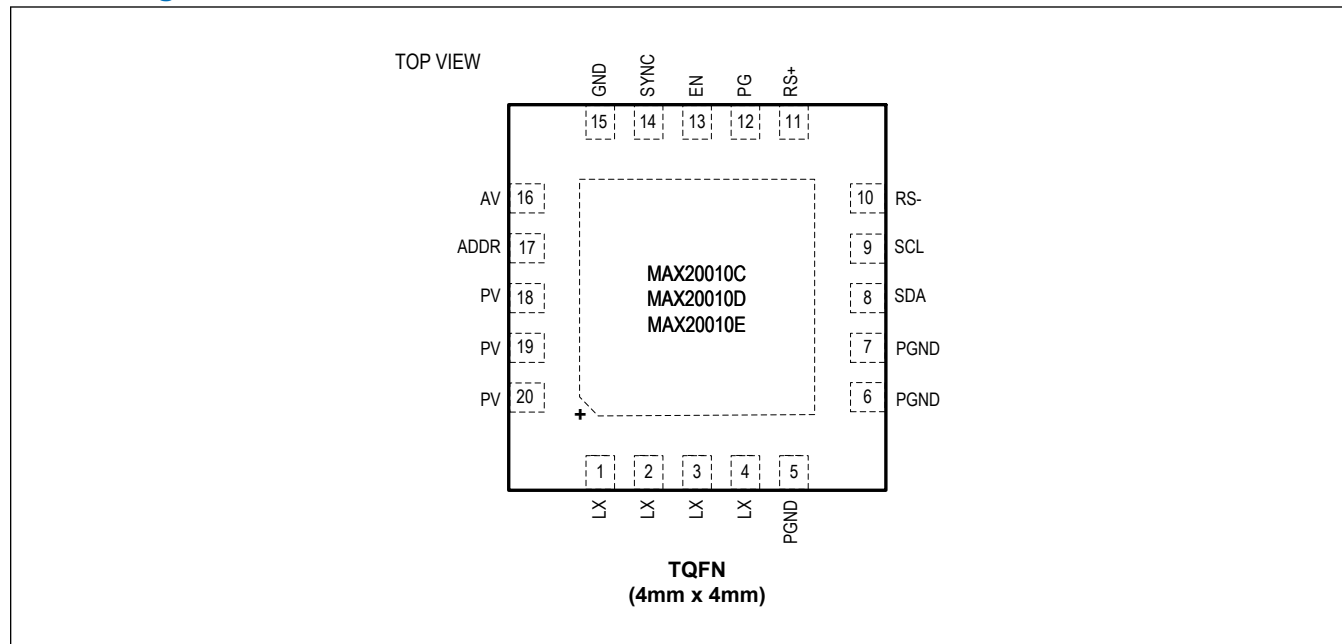 TOP VIEW
GND SYNC EN PG RS+
15 14 13 12 11
AV 16 10 RS-
ADDR 17 9 SCL
PV 18 8 SDA
PV 19 7 PGND
PV 20 6 PGND
MAX20010C
MAX20010D
MAX20010E
+
1 2 3 4 5
LX LX LX LX PGND
TQFN
(4mm x 4mm)